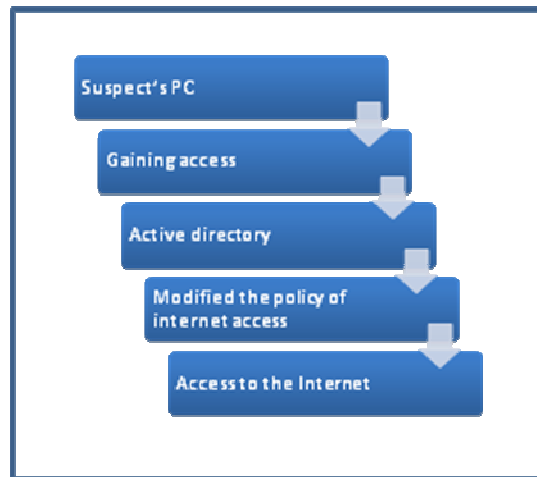 Suspect's PC
Gaining access
Active directory
Modified the policy of
internet access
Access to the Internet